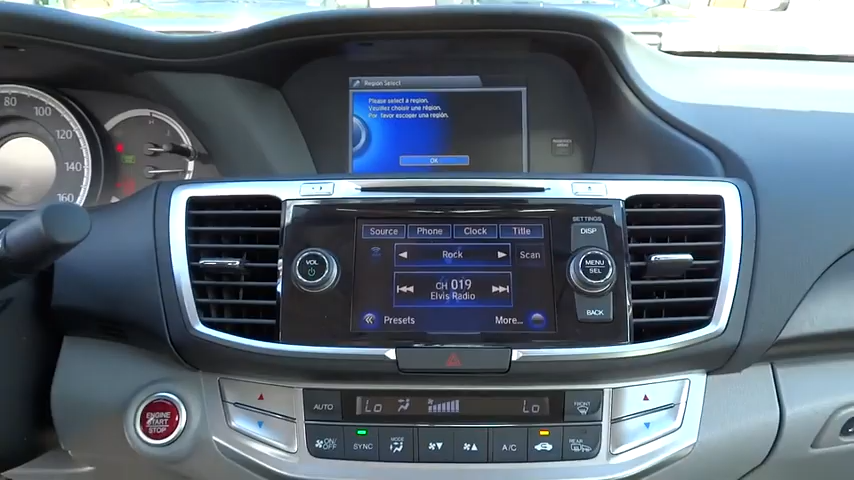 Region Select
Please select a region.
Veuillez choisir une région.
Por favor escoper una región.
OK
80
100
120
140
160
SETTINGS
DISP
Source
Phone
Clock
Title
Rock
Scan
VOL
MENU
SEL
CH 019
Elvis Radio
Presets
More...
BACK
ENGINE
START
STOP
AUTO
Lo
Lo
FRONT
ON/
OFF
SYNC
MODE
A/C
REAR